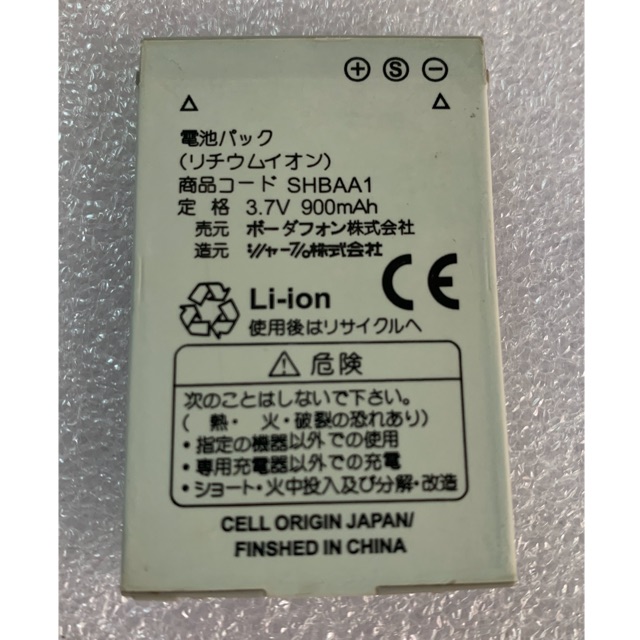 + S −
電池パック
(リチウムイオン)
商品コード SHBAA1
定格 3.7V 900mAh
売元 ボーダフォン株式会社
造元 シャープ株式会社
CE
Li-ion
使用後はリサイクルへ
⚠ 危険
次のことはしないで下さい。
(熱・ 火・破裂の恐れあり)
・指定の機器以外での使用
・専用充電器以外での充電
・ショート・火中投入及び分解・改造
CELL ORIGIN JAPAN/
FINSHED IN CHINA